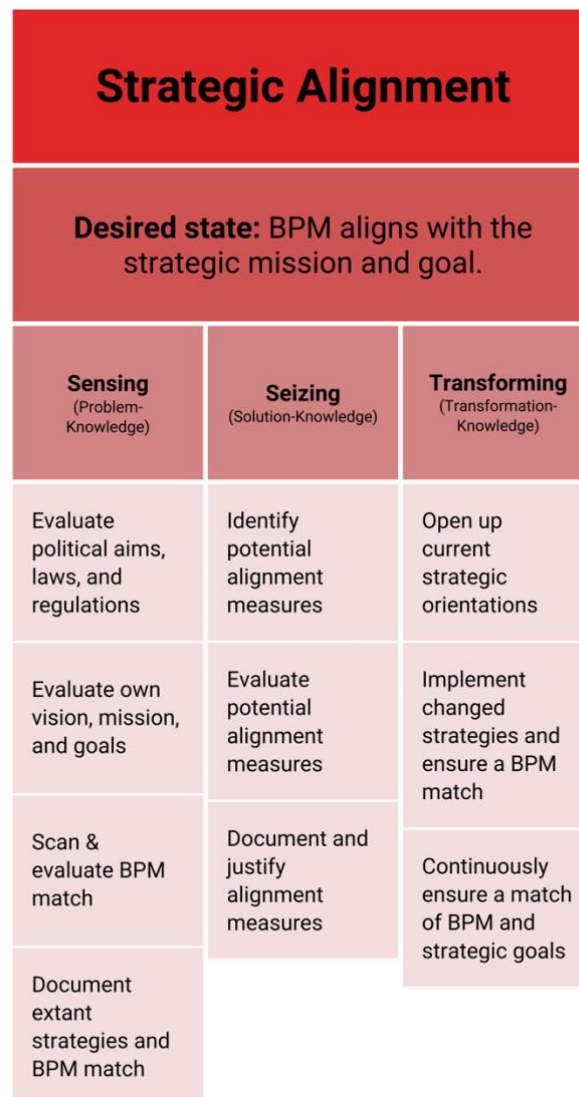 Strategic Alignment
Desired state: BPM aligns with the
strategic mission and goal.
Sensing
(Problem-
Knowledge)
Seizing
(Solution-Knowledge)
Transforming
(Transformation-
Knowledge)
Evaluate
political aims,
laws, and
regulations
Evaluate own
vision, mission,
and goals
Scan &
evaluate BPM
match
Document
extant
strategies and
BPM match
Identify
potential
alignment
measures
Evaluate
potential
alignment
measures
Document and
justify
alignment
measures
Open up
current
strategic
orientations
Implement
changed
strategies and
ensure a BPM
match
Continuously
ensure a match
of BPM and
strategic goals